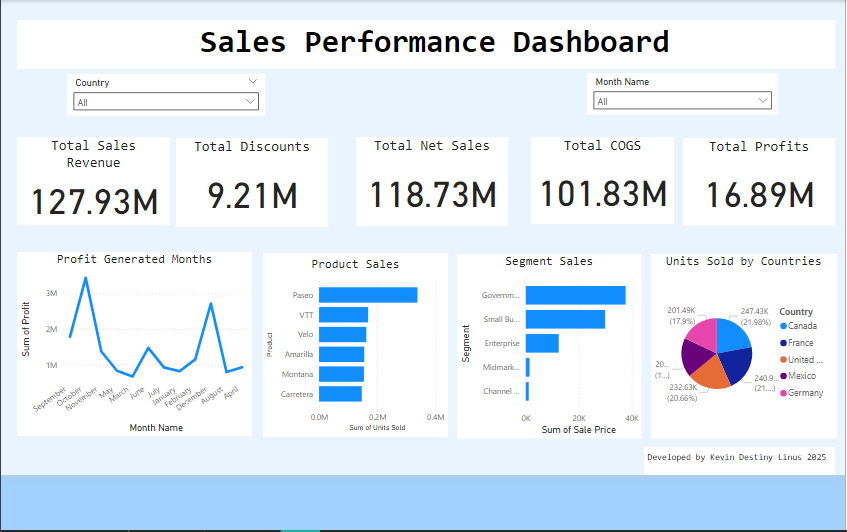 Sales Performance Dashboard
Country
All
Month Name
All
Total Sales
Revenue
127.93M
Total Discounts
9.21M
Total Net Sales
118.73M
Total COGS
101.83M
Total Profits
16.89M
Profit Generated Months
Sum of Profit
3M
2M
1M
September
October
November
May
March
June
July
January
February
December
August
April
Month Name
Product Sales
Product
Paseo
VTT
Velo
Amarilla
Montana
Carretera
0.0M
0.2M
0.4M
Sum of Units Sold
Segment Sales
Segment
Governm...
Small Bu...
Enterprise
Midmark...
Channel ...
0K
20K
40K
Sum of Sale Price
Units Sold by Countries
201.49K
(17.9%)
247.43K
(21.98%)
20...
(1...)
240.9...
(21....)
232.63K
(20.66%)
Country
Canada
France
United ...
Mexico
Germany
Developed by Kevin Destiny Linus 2025